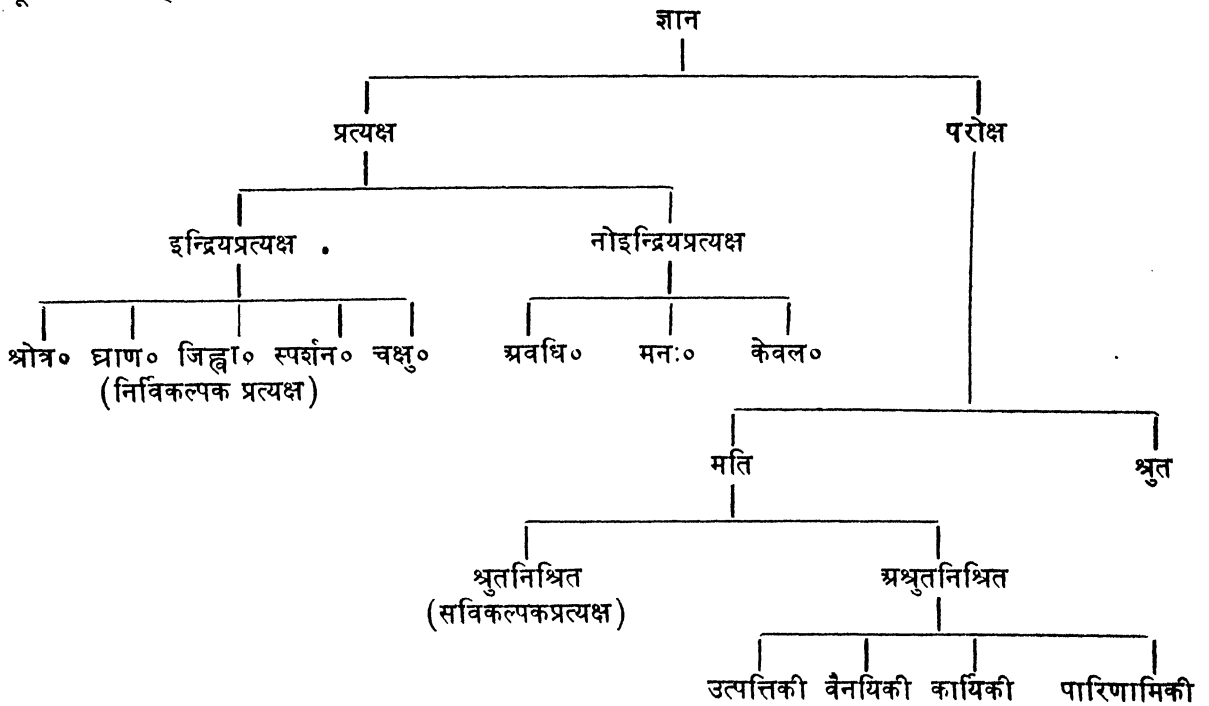 ज्ञान
प्रत्यक्ष परोक्ष
इन्द्रियप्रत्यक्ष . नोइन्द्रियप्रत्यक्ष
श्रोत्र० घ्राण० जिह्वा० स्पर्शन० चक्षु० अवधि० मनः० केवल०
(निर्विकल्पक प्रत्यक्ष)
मति श्रुत
श्रुतनिश्रित अश्रुतनिश्रित
(सविकल्पकप्रत्यक्ष)
उत्पत्तिकी वैनयिकी कार्यिकी पारिणामिकी